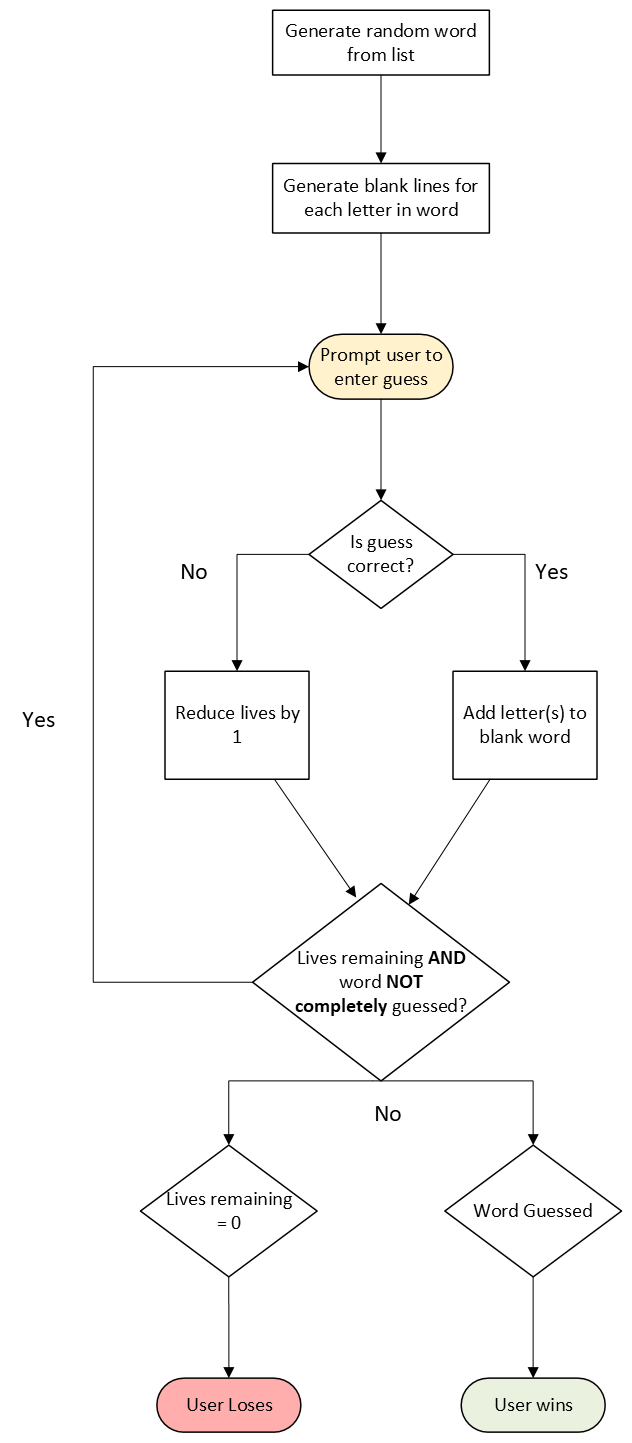 Generate random word
from list
Generate blank lines for
each letter in word
Prompt user to
enter guess
Is guess
correct?
No
Yes
Reduce lives by
1
Add letter(s) to
blank word
Yes
Lives remaining AND
word NOT
completely guessed?
No
Lives remaining
= 0
Word Guessed
User Loses
User wins